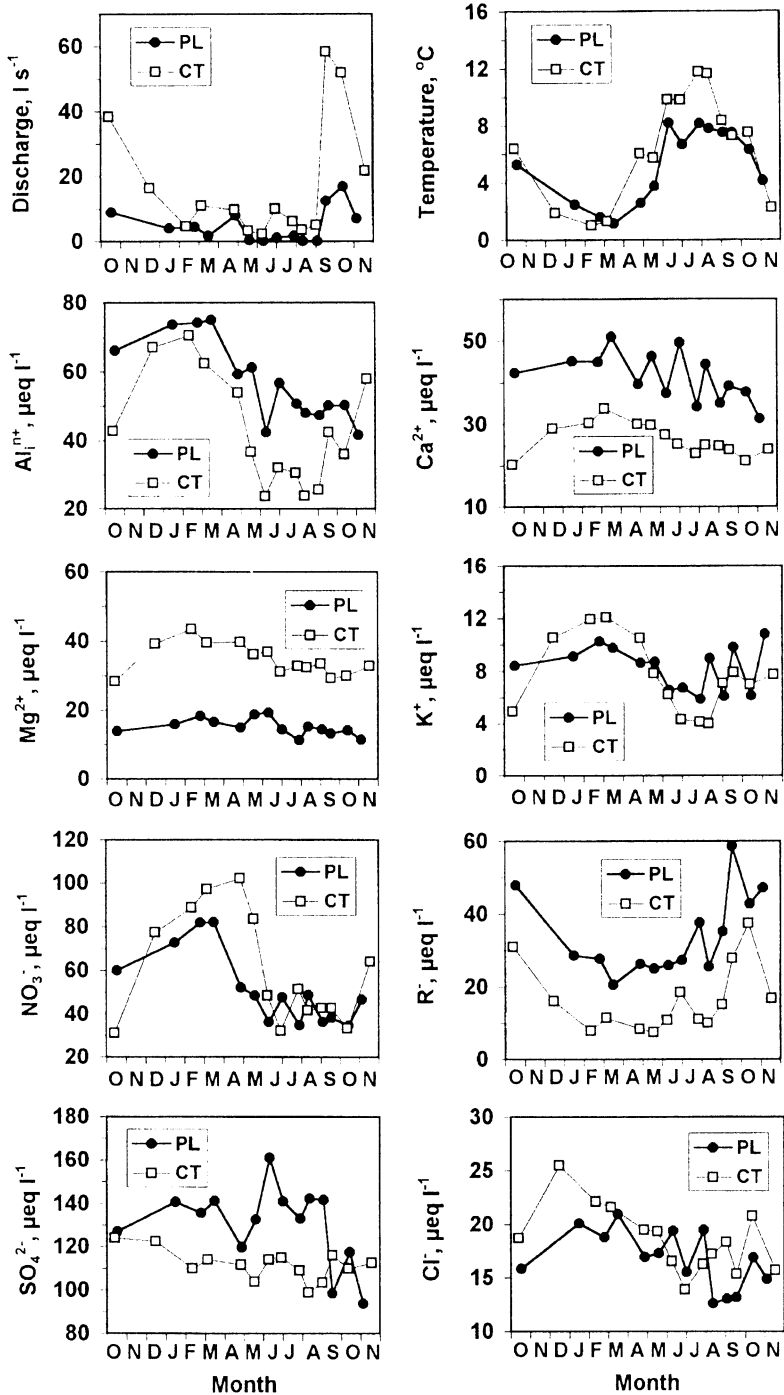 Discharge, l s⁻¹
60
40
20
0
PL
CT
O N D J F M A M J J A S O N
Temperature, °C
16
12
8
4
0
PL
CT
O N D J F M A M J J A S O N
Alᵢⁿ⁺, µeq l⁻¹
80
60
40
20
PL
CT
O N D J F M A M J J A S O N
Ca²⁺, µeq l⁻¹
50
30
10
PL
CT
O N D J F M A M J J A S O N
Mg²⁺, µeq l⁻¹
60
40
20
0
PL
CT
O N D J F M A M J J A S O N
K⁺, µeq l⁻¹
16
12
8
4
0
PL
CT
O N D J F M A M J J A S O N
NO₃⁻, µeq l⁻¹
120
100
80
60
40
20
PL
CT
O N D J F M A M J J A S O N
R⁻, µeq l⁻¹
60
40
20
0
PL
CT
O N D J F M A M J J A S O N
SO₄²⁻, µeq l⁻¹
180
160
140
120
100
80
PL
CT
O N D J F M A M J J A S O N
Month
Cl⁻, µeq l⁻¹
30
25
20
15
10
PL
CT
O N D J F M A M J J A S O N
Month